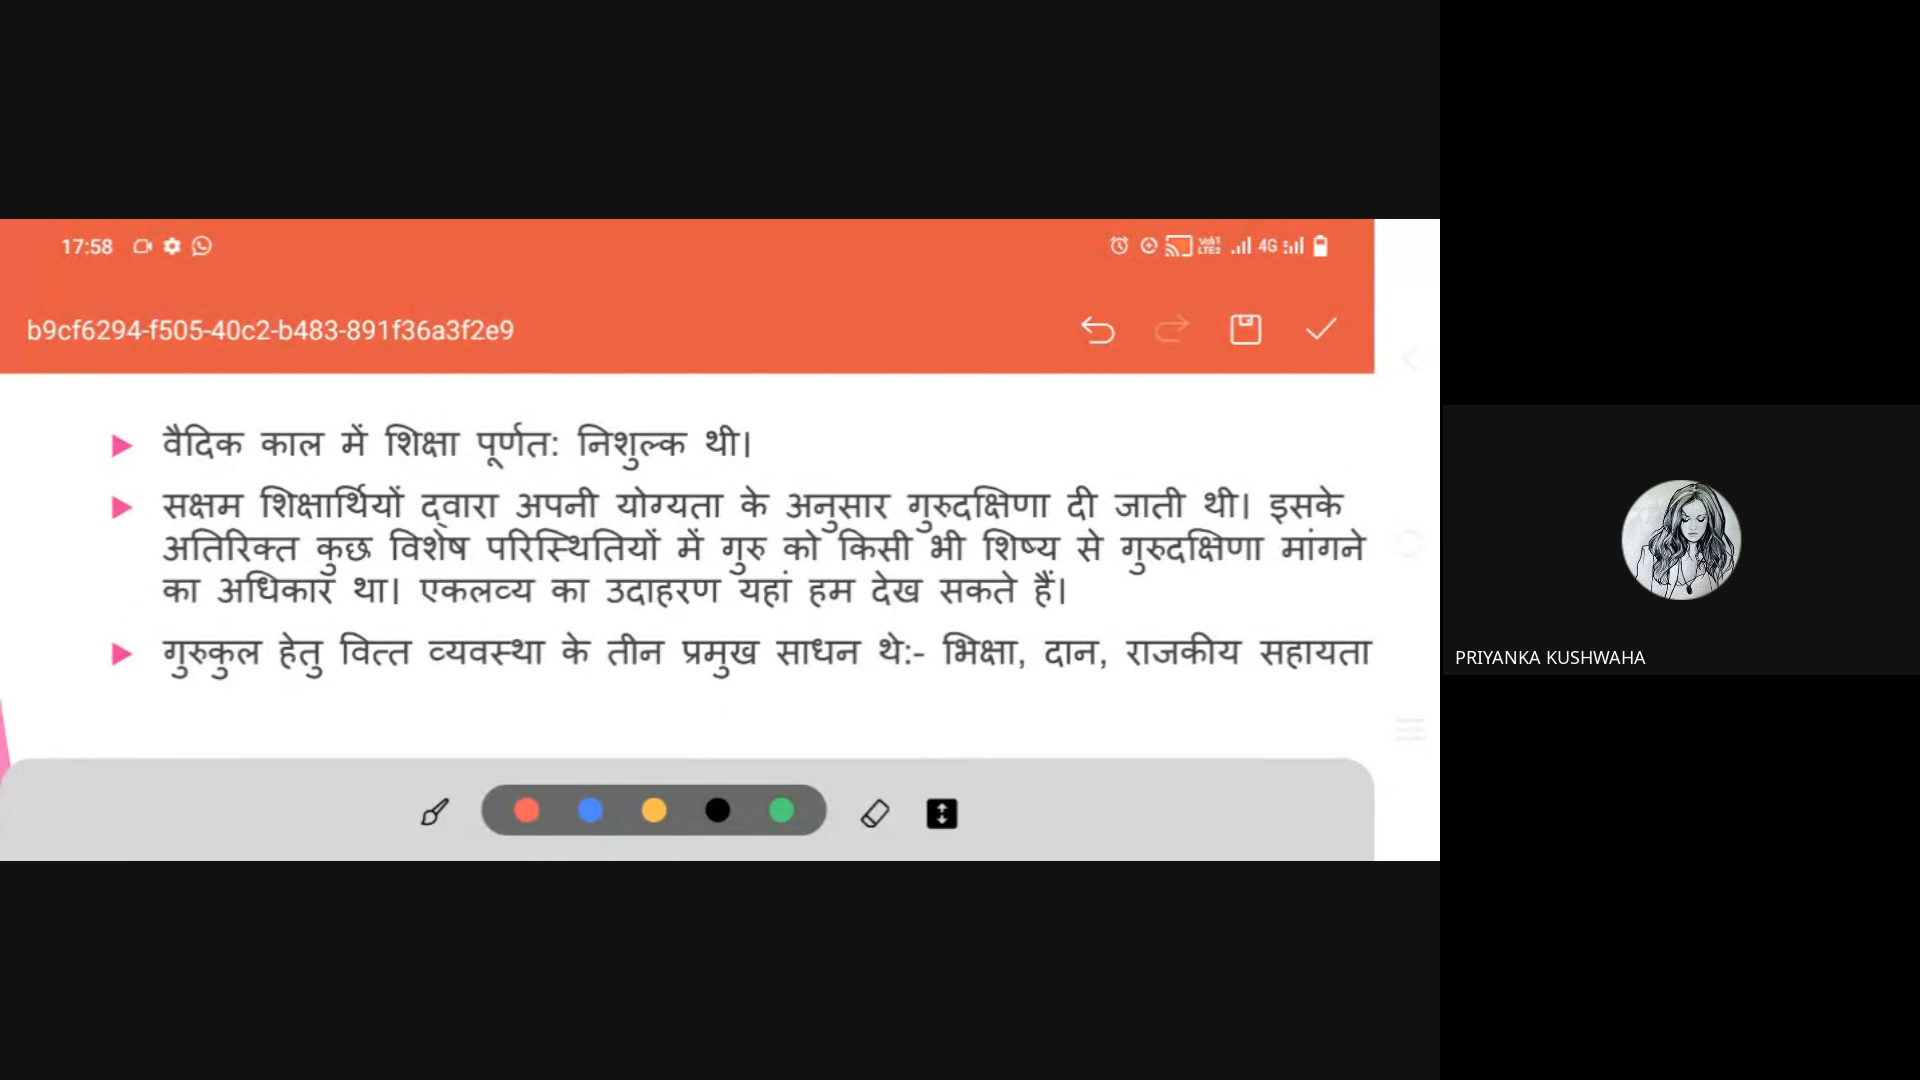 17:58
4G
b9cf6294-f505-40c2-b483-891f36a3f2e9
वैदिक काल में शिक्षा पूर्णत: निशुल्क थी।
सक्षम शिक्षार्थियों द्वारा अपनी योग्यता के अनुसार गुरुदक्षिणा दी जाती थी। इसके
अतिरिक्त कुछ विशेष परिस्थितियों में गुरु को किसी भी शिष्य से गुरुदक्षिणा मांगने
का अधिकार था। एकलव्य का उदाहरण यहां हम देख सकते हैं।
गुरुकुल हेतु वित्त व्यवस्था के तीन प्रमुख साधन थे:- भिक्षा, दान, राजकीय सहायता
PRIYANKA KUSHWAHA